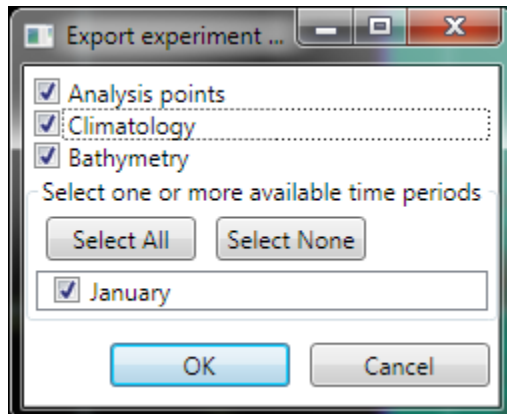 Export experiment ...
Analysis points
Climatology
Bathymetry
Select one or more available time periods
Select All Select None
January
OK Cancel